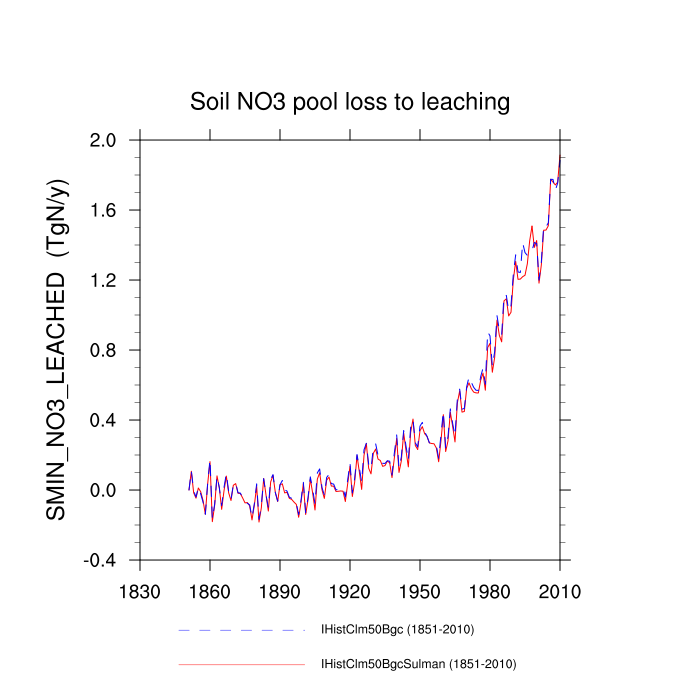 Soil NO3 pool loss to leaching
SMIN_NO3_LEACHED (TgN/y)
2.0
1.6
1.2
0.8
0.4
0.0
-0.4
1830 1860 1890 1920 1950 1980 2010
IHistClm50Bgc (1851-2010)
IHistClm50BgcSulman (1851-2010)